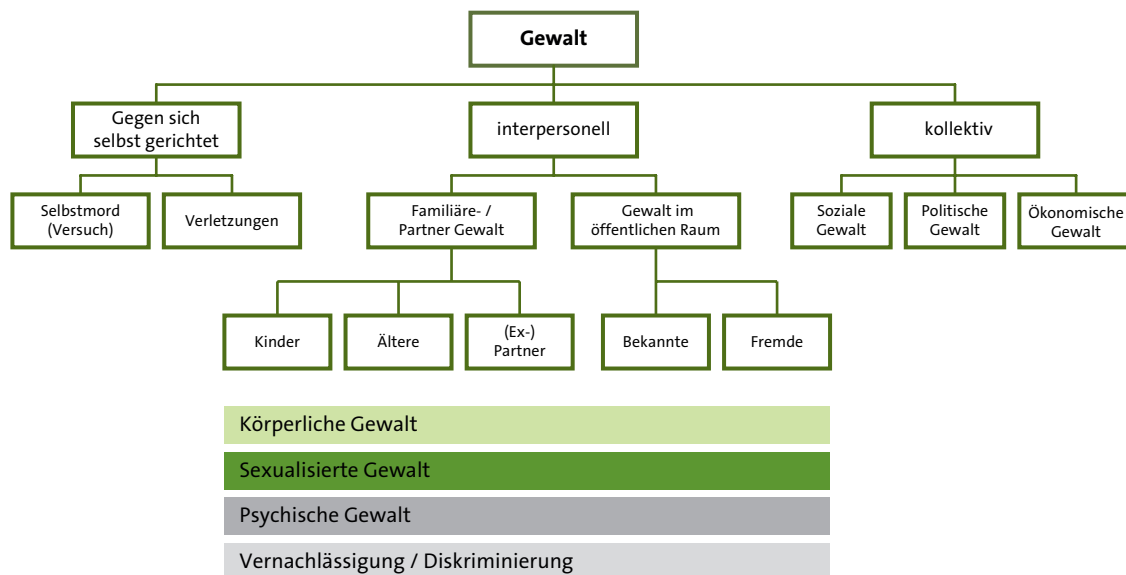 Gewalt
Gegen sich
selbst gerichtet
interpersonell
kollektiv
Selbstmord
(Versuch)
Verletzungen
Familiäre- /
Partner Gewalt
Gewalt im
öffentlichen Raum
Soziale
Gewalt
Politische
Gewalt
Ökonomische
Gewalt
Kinder
Ältere
(Ex-)
Partner
Bekannte
Fremde
Körperliche Gewalt
Sexualisierte Gewalt
Psychische Gewalt
Vernachlässigung / Diskriminierung